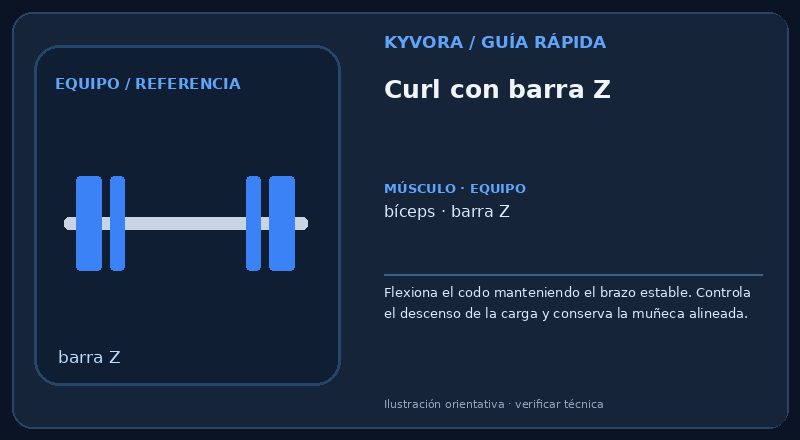 EQUIPO / REFERENCIA
barra Z
KYVORA / GUÍA RÁPIDA
Curl con barra Z
MÚSCULO · EQUIPO
bíceps · barra Z
Flexiona el codo manteniendo el brazo estable. Controla
el descenso de la carga y conserva la muñeca alineada.
Ilustración orientativa · verificar técnica